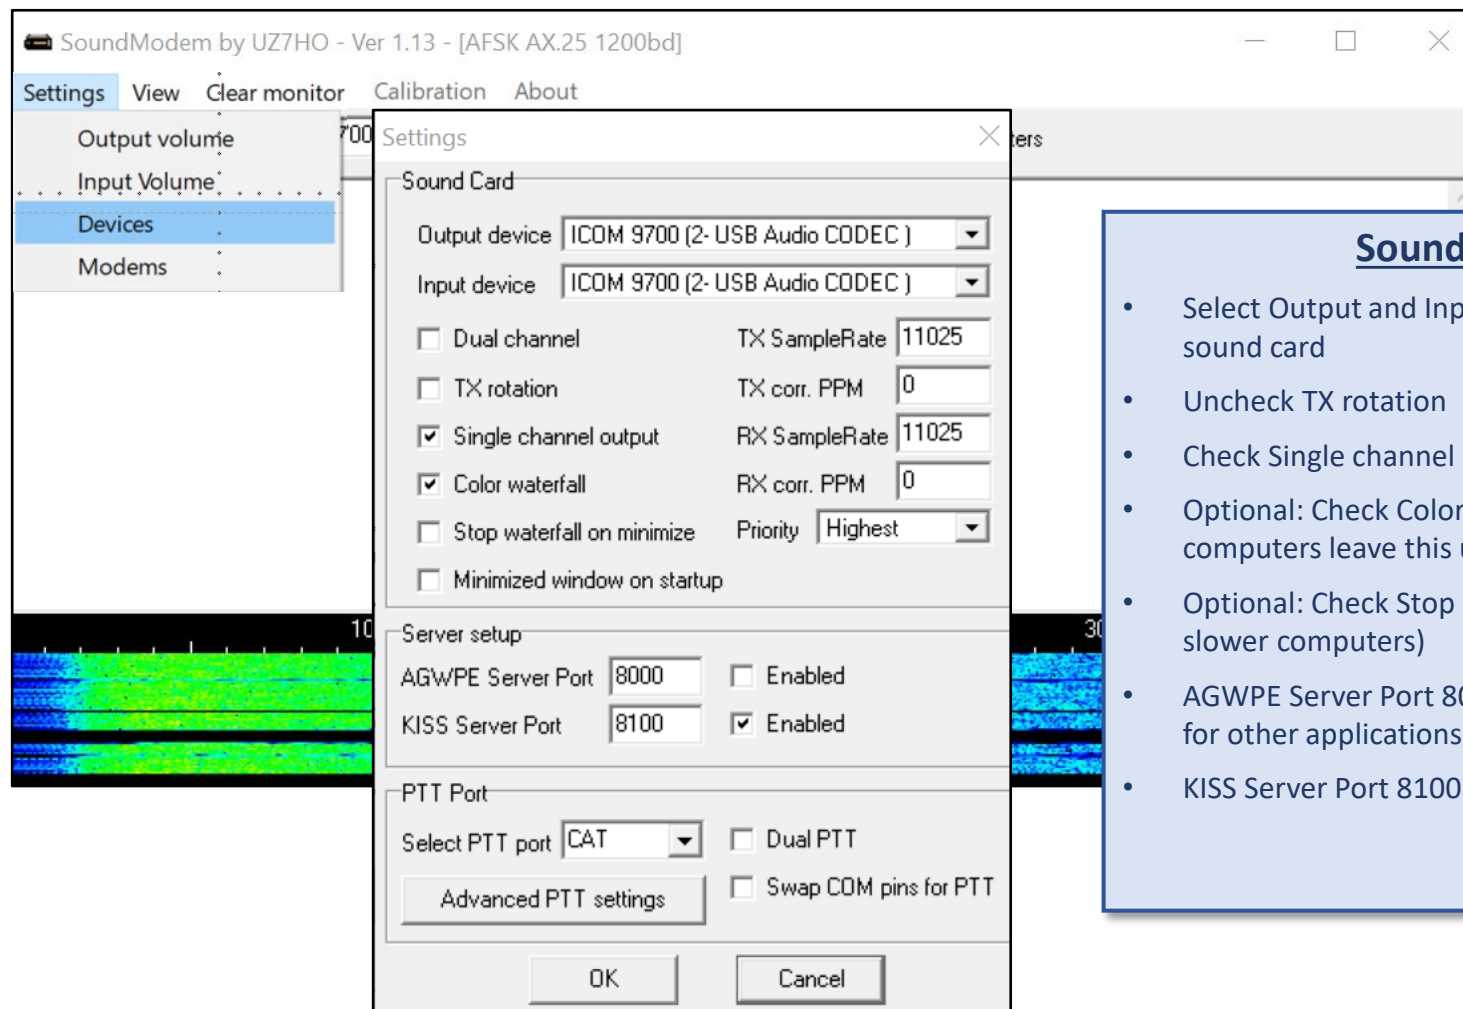 SoundModem by UZ7HO - Ver 1.13 - [AFSK AX.25 1200bd]
Settings View Clear monitor Calibration About
Output volume
Input Volume
Devices
Modems
700
ters
Settings
Sound Card
Output device ICOM 9700 (2- USB Audio CODEC )
Input device ICOM 9700 (2- USB Audio CODEC )
Dual channel TX SampleRate 11025
TX rotation TX corr. PPM 0
Single channel output RX SampleRate 11025
Color waterfall RX corr. PPM 0
Stop waterfall on minimize Priority Highest
Minimized window on startup
10
30
Server setup
AGWPE Server Port 8000 Enabled
KISS Server Port 8100 Enabled
PTT Port
Select PTT port CAT Dual PTT
Advanced PTT settings Swap COM pins for PTT
OK Cancel
Sound
• Select Output and Inp
sound card
• Uncheck TX rotation
• Check Single channel
• Optional: Check Color
computers leave this
• Optional: Check Stop
slower computers)
• AGWPE Server Port 80
for other applications
• KISS Server Port 8100